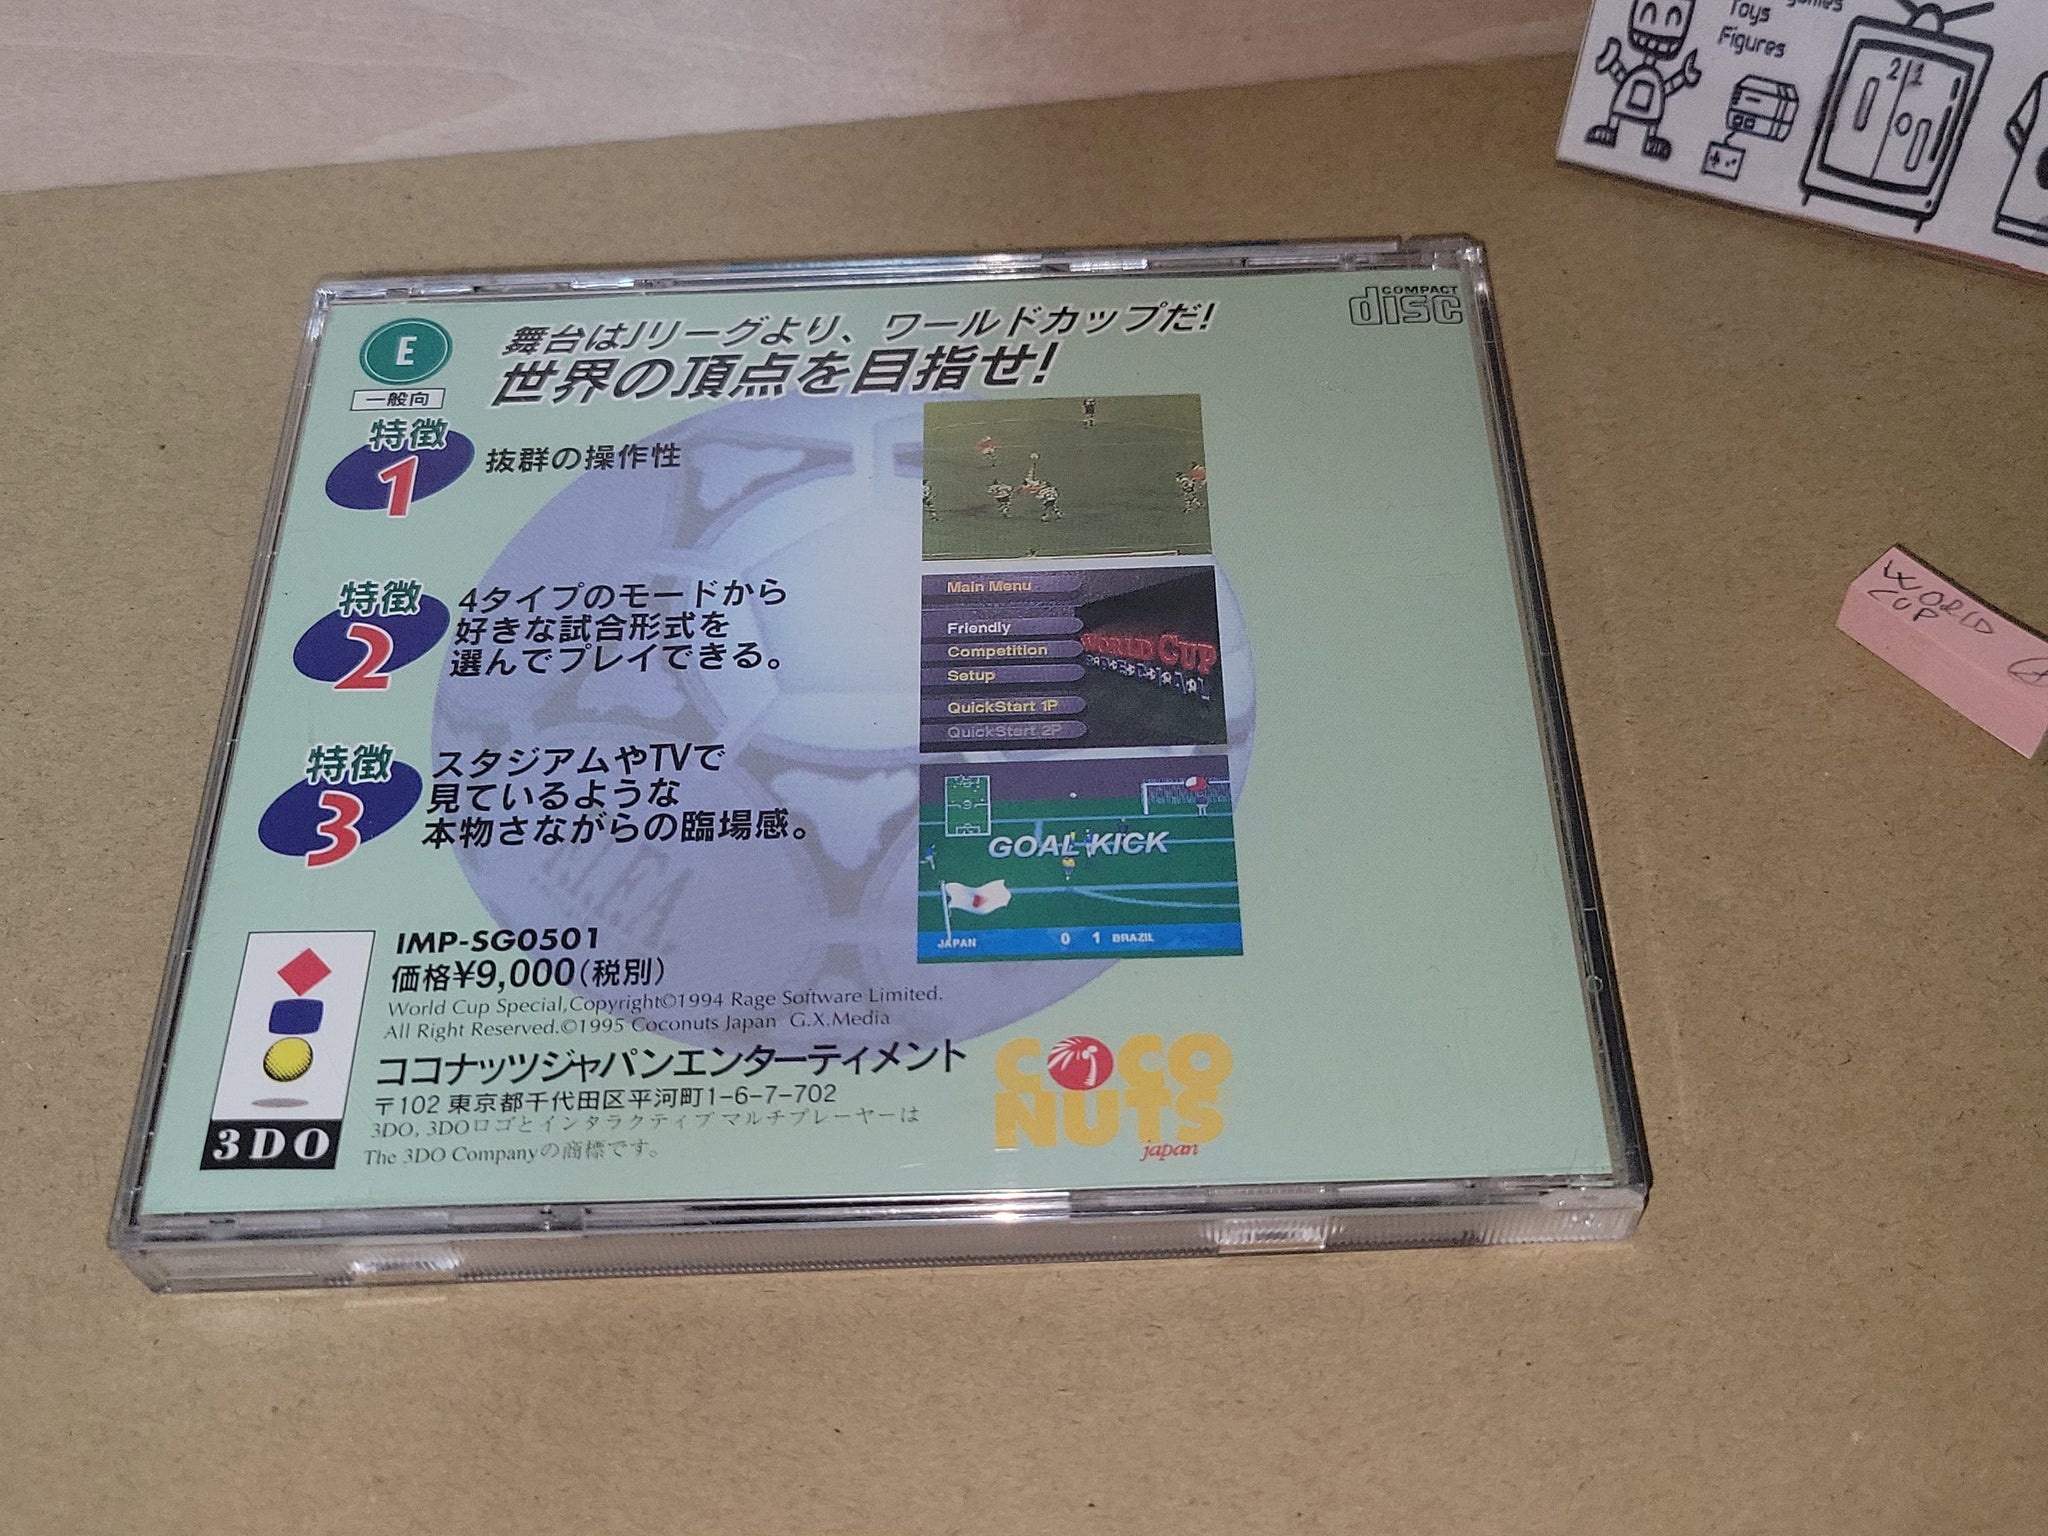 Toys
Figures
2 1
COMPACT
disc
E
一般向
舞台はJリーグより、ワールドカップだ!
世界の頂点を目指せ!
特徴
1
抜群の操作性
特徴
2
4タイプのモードから
好きな試合形式を
選んでプレイできる。
特徴
3
スタジアムやTVで
見ているような
本物さながらの臨場感。
Main Menu
Friendly
Competition
Setup
QuickStart 1P
QuickStart 2P
WORLD CUP
GOAL KICK
JAPAN 0 1 BRAZIL
IMP-SG0501
価格¥9,000(税別)
World Cup Special,Copyright©1994 Rage Software Limited.
All Right Reserved.©1995 Coconuts Japan G.X.Media
ココナッツジャパンエンターティメント
〒102 東京都千代田区平河町1-6-7-702
3DO, 3DOロゴとインタラクティブ マルチプレーヤーは
The 3DO Companyの商標です。
3DO
COCO
NUTS
japan
WORLD
CUP